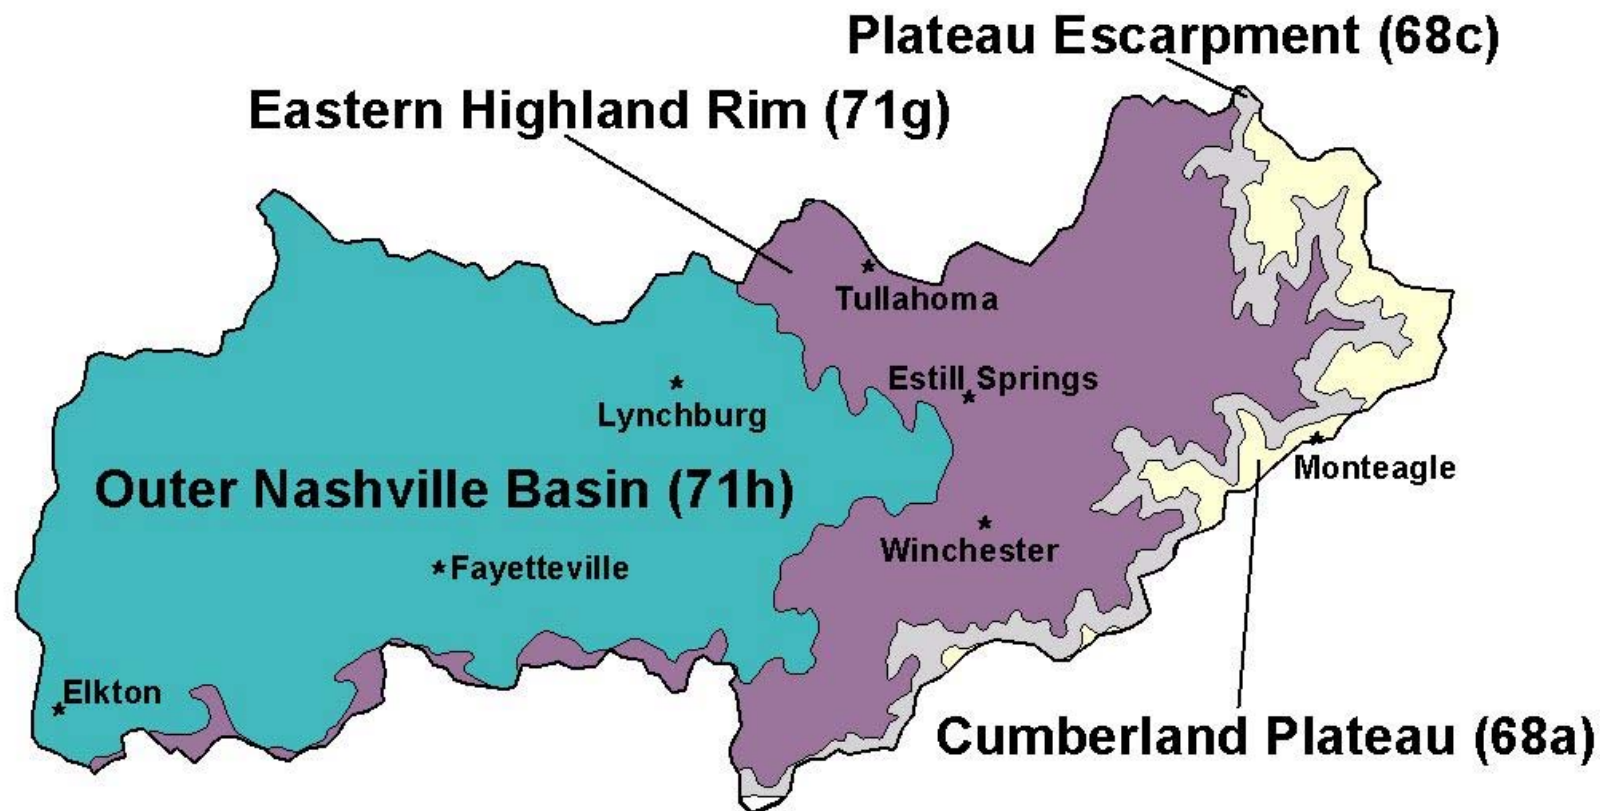 Plateau Escarpment (68c)
Eastern Highland Rim (71g)
Tullahoma
Estill Springs
Lynchburg
Monteagle
Outer Nashville Basin (71h)
Winchester
Fayetteville
Elkton
Cumberland Plateau (68a)